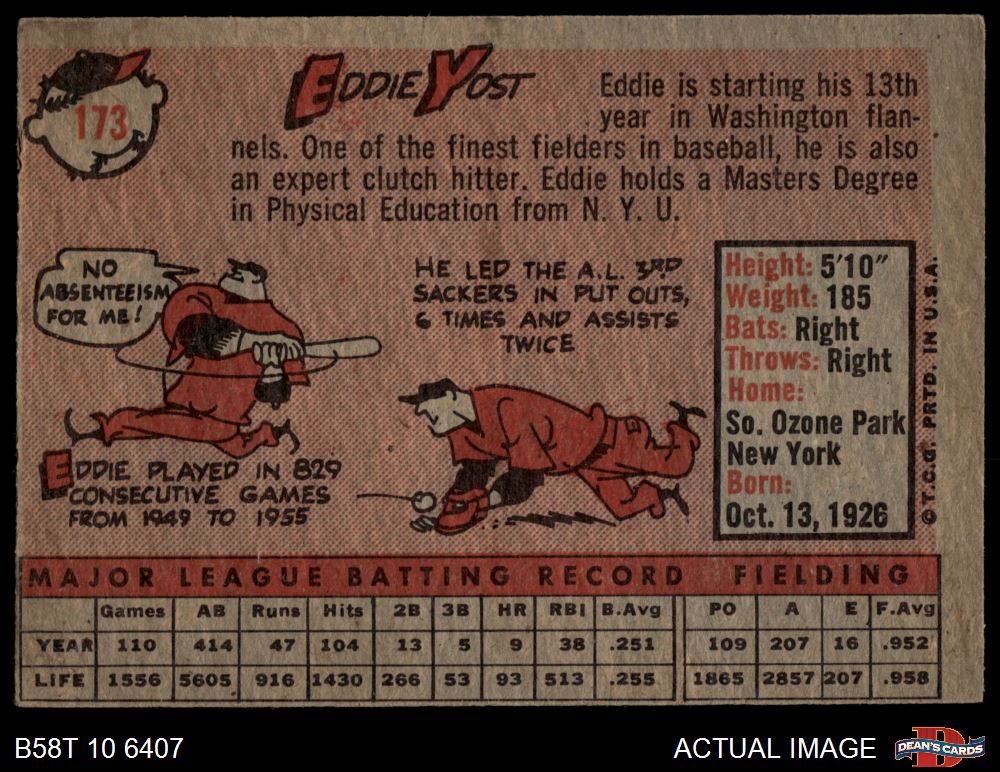 173
EDDIE YOST
Eddie is starting his 13th
year in Washington flan-
nels. One of the finest fielders in baseball, he is also
an expert clutch hitter. Eddie holds a Masters Degree
in Physical Education from N. Y. U.
NO
ABSENTEEISM
FOR ME!
EDDIE PLAYED IN 829
CONSECUTIVE GAMES
FROM 1949 TO 1955
HE LED THE A.L. 3RD
SACKERS IN PUT OUTS,
6 TIMES AND ASSISTS
TWICE
Height: 5'10"
Weight: 185
Bats: Right
Throws: Right
Home:
So. Ozone Park
New York
Born:
Oct. 13, 1926
© T.C.G. PRTD. IN U.S.A.
MAJOR LEAGUE BATTING RECORD FIELDING
Games AB Runs Hits 2B 3B HR RBI B.Avg PO A E F.Avg
YEAR 110 414 47 104 13 5 9 38 .251 109 207 16 .952
LIFE 1556 5605 916 1430 266 53 93 513 .255 1865 2857 207 .958
B58T 10 6407
ACTUAL IMAGE
DEAN'S CARDS